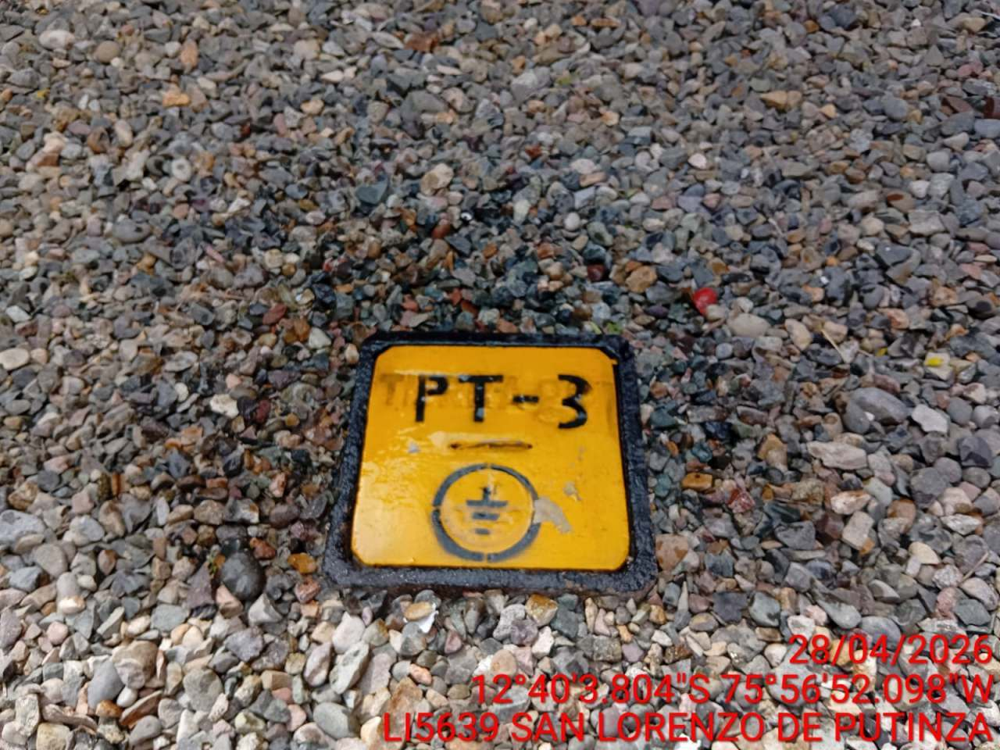 PT-3
28/04/2026
12°40'3.804"S 75°56'52.098"W
LI5639 SAN LORENZO DE PUTINZA